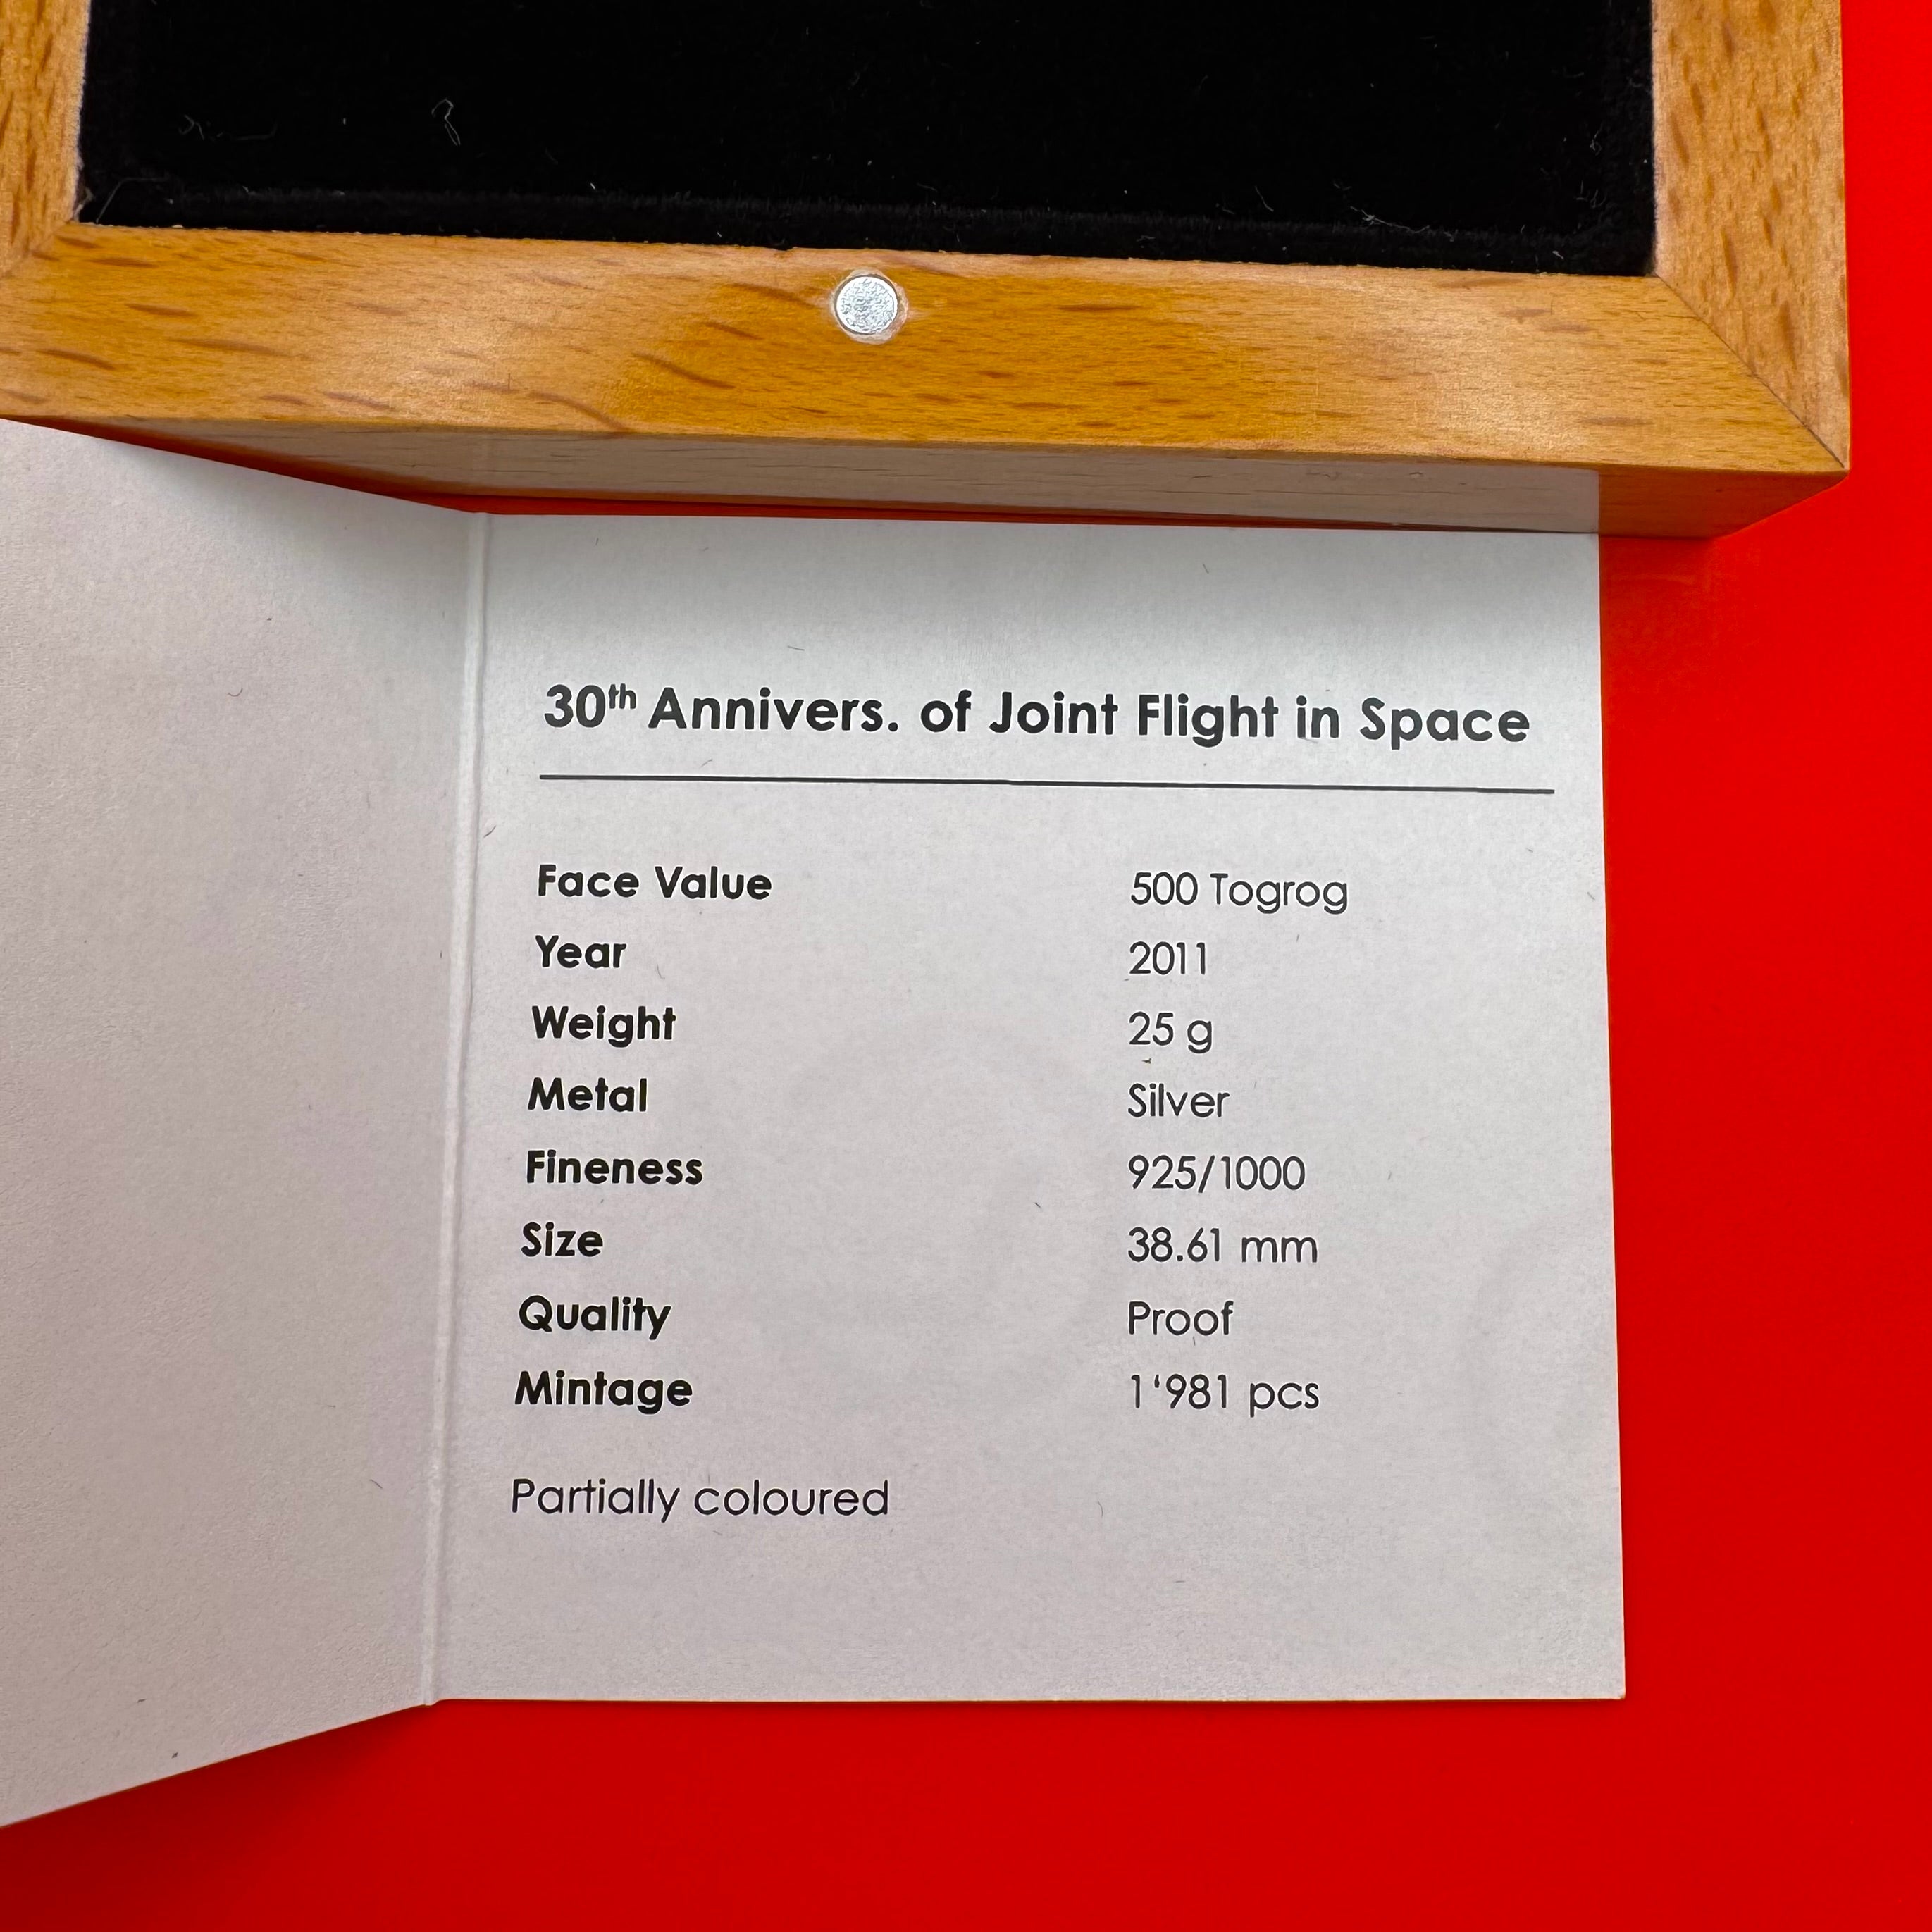 30th Annivers. of Joint Flight in Space
Face Value 500 Togrog
Year 2011
Weight 25 g
Metal Silver
Fineness 925/1000
Size 38.61 mm
Quality Proof
Mintage 1‘981 pcs
Partially coloured